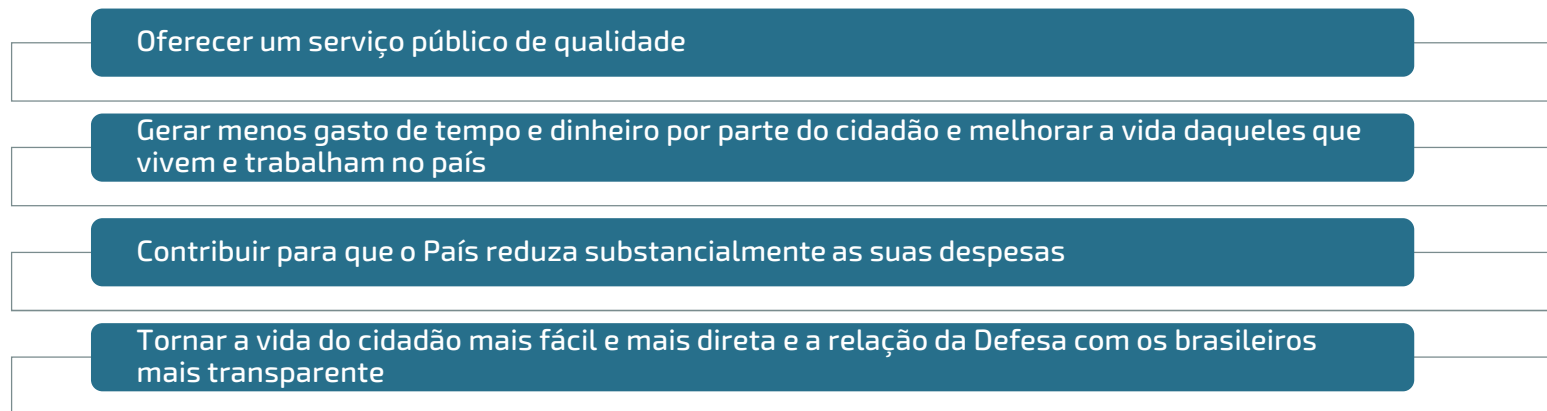 Oferecer um serviço público de qualidade
Gerar menos gasto de tempo e dinheiro por parte do cidadão e melhorar a vida daqueles que
vivem e trabalham no país
Contribuir para que o País reduza substancialmente as suas despesas
Tornar a vida do cidadão mais fácil e mais direta e a relação da Defesa com os brasileiros
mais transparente